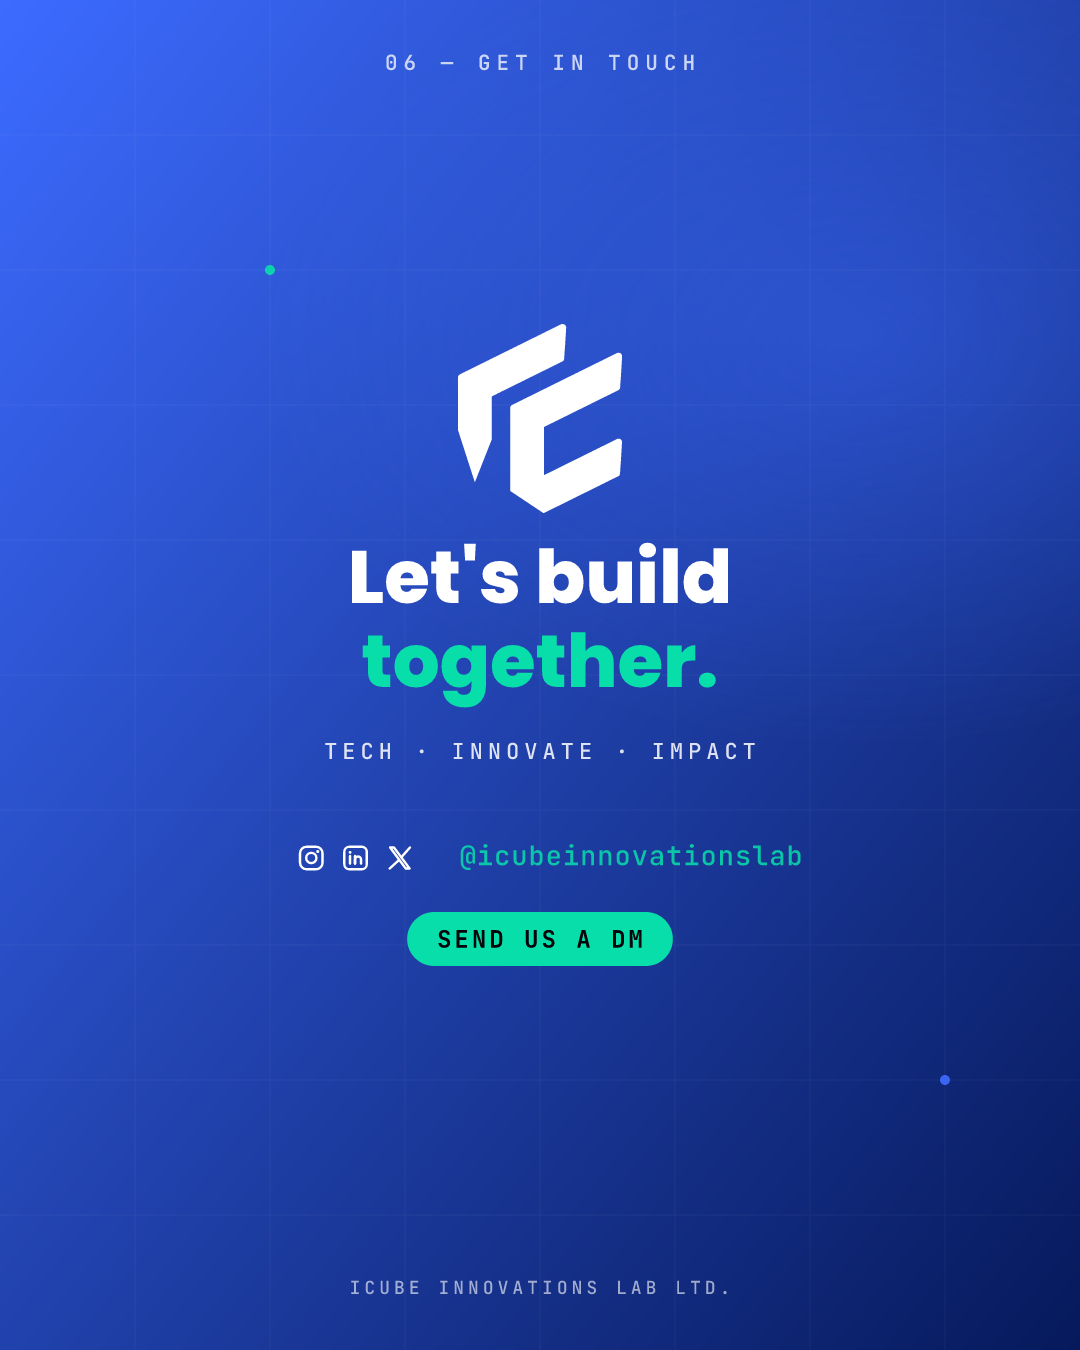 06 — GET IN TOUCH
Let's build
together.
TECH · INNOVATE · IMPACT
@icubeinnovationslab
SEND US A DM
ICUBE INNOVATIONS LAB LTD.